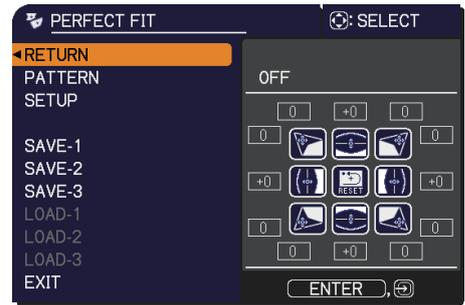 PERFECT FIT
:SELECT
RETURN
PATTERN
SETUP
SAVE-1
SAVE-2
SAVE-3
LOAD-1
LOAD-2
LOAD-3
EXIT
OFF
0 +0 0
0 0
+0 RESET +0
0 0
0 +0 0
ENTER ,